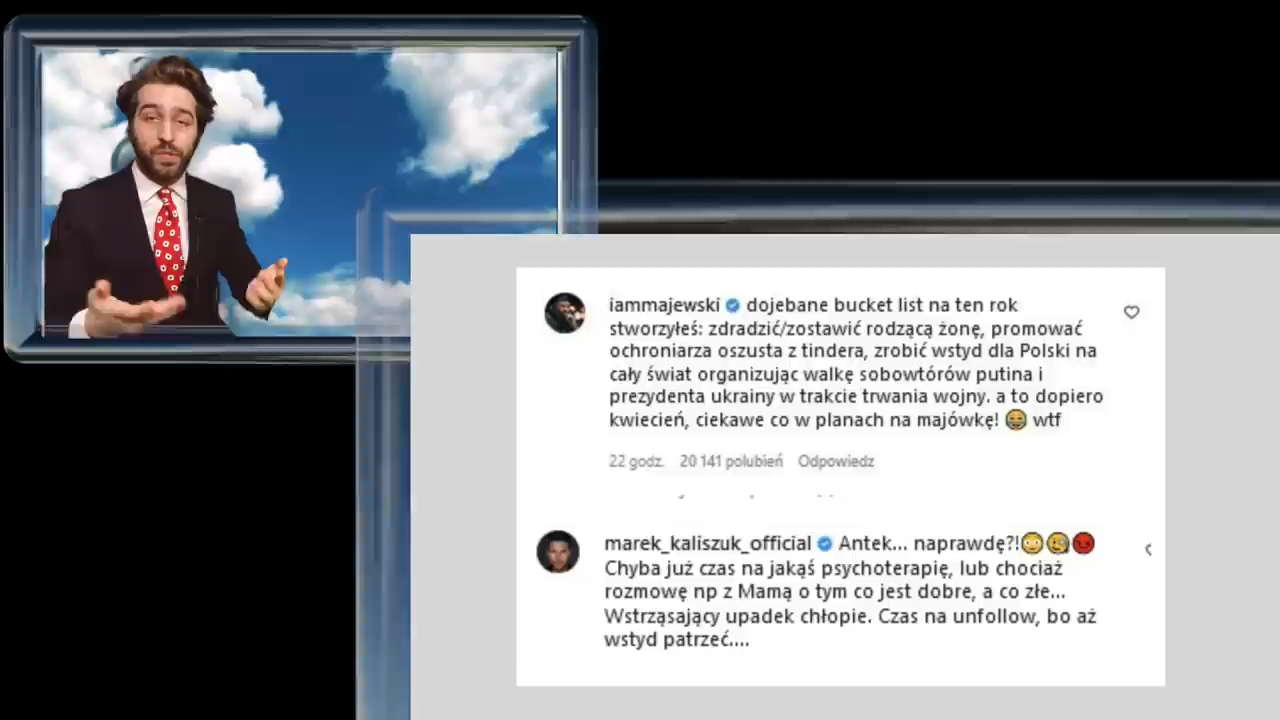 iammajewski dojebane bucket list na ten rok
stworzyłeś: zdradzić/zostawić rodzącą żonę, promować
ochroniarza oszusta z tindera, zrobić wstyd dla Polski na
cały świat organizując walkę sobowtórów putina i
prezydenta ukrainy w trakcie trwania wojny. a to dopiero
kwiecień, ciekawe co w planach na majówkę! 😂 wtf
22 godz. 20 141 polubień Odpowiedz
marek_kaliszuk_official Antek... naprawdę?!😳🧐😡
Chyba już czas na jakąś psychoterapię, lub chociaż
rozmowę np z Mamą o tym co jest dobre, a co złe...
Wstrząsający upadek chłopie. Czas na unfollow, bo aż
wstyd patrzeć....